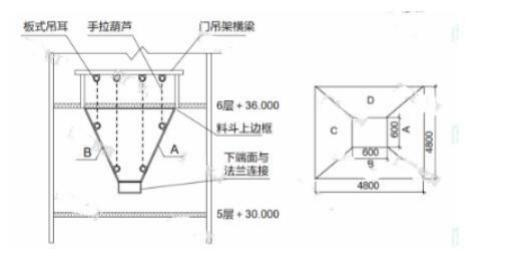 板式吊耳
手拉葫芦
门吊架横梁
6层+36.000
料斗上边框
B
A
下端面与
法兰连接
5层+30.000
D
C
600
A
4800
600
B
4800